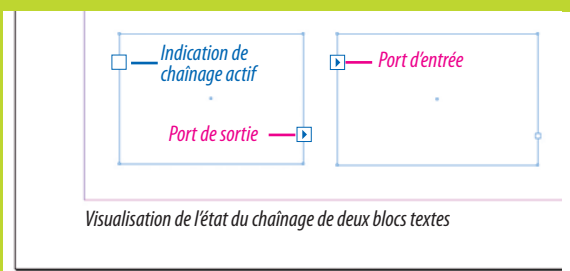 Indication de
chaînage actif
Port d'entrée
Port de sortie
Visualisation de l'état du chaînage de deux blocs textes